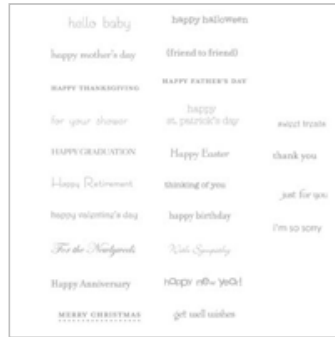 hello baby
happy mother's day
HAPPY THANKSGIVING
for your shower
HAPPY GRADUATION
Happy Retirement
happy valentine's day
For the Newlyweds
Happy Anniversary
MERRY CHRISTMAS
happy halloween
(friend to friend)
HAPPY FATHER'S DAY
happy
st. patrick's day
Happy Easter
thinking of you
happy birthday
With Sympathy
happy new year!
get well wishes
sweet treats
thank you
just for you
I'm so sorry